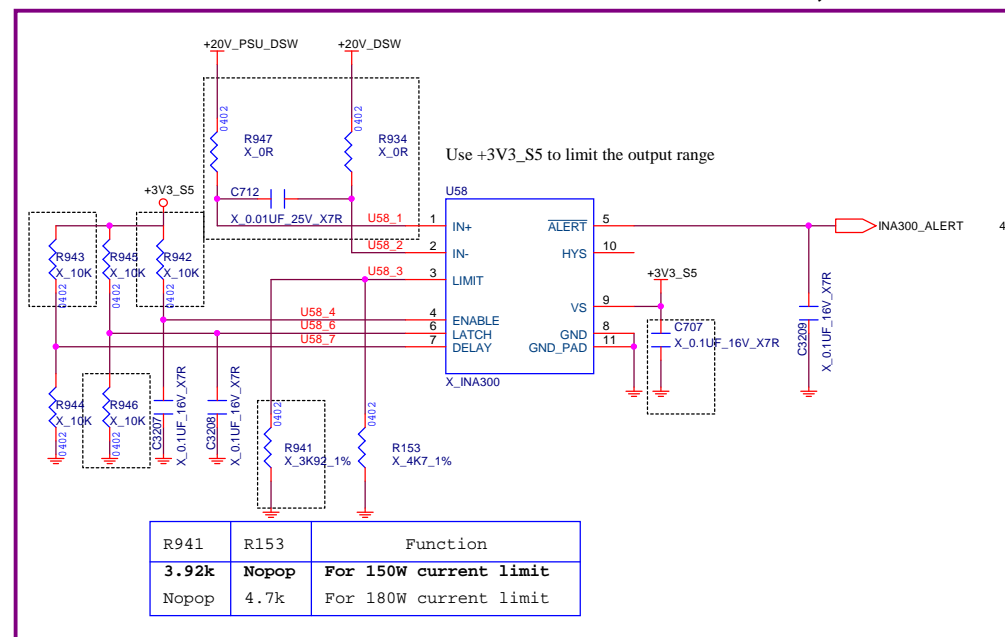 +20V_PSU_DSW
+20V_DSW
0402
0402
R947
X_0R
R934
X_0R
Use +3V3_S5 to limit the output range
+3V3_S5
C712
X_0.01UF_25V_X7R
U58
U58_1
1
IN+
ALERT
5
INA300_ALERT
4
U58_2
2
IN-
HYS
10
U58_3
3
LIMIT
+3V3_S5
R943
X_10K
0402
R945
X_10K
0402
R942
X_10K
0402
VS
9
U58_4
4
ENABLE
U58_6
6
LATCH
U58_7
7
DELAY
GND
8
GND_PAD
11
C707
X_0.1UF_16V_X7R
C3209
X_0.1UF_16V_X7R
X_INA300
R944
X_10K
0402
R946
X_10K
0402
C3207
X_0.1UF_16V_X7R
C3208
X_0.1UF_16V_X7R
0402
R941
X_3K92_1%
0402
R153
X_4K7_1%
R941 R153 Function
3.92k Nopop For 150W current limit
Nopop 4.7k For 180W current limit